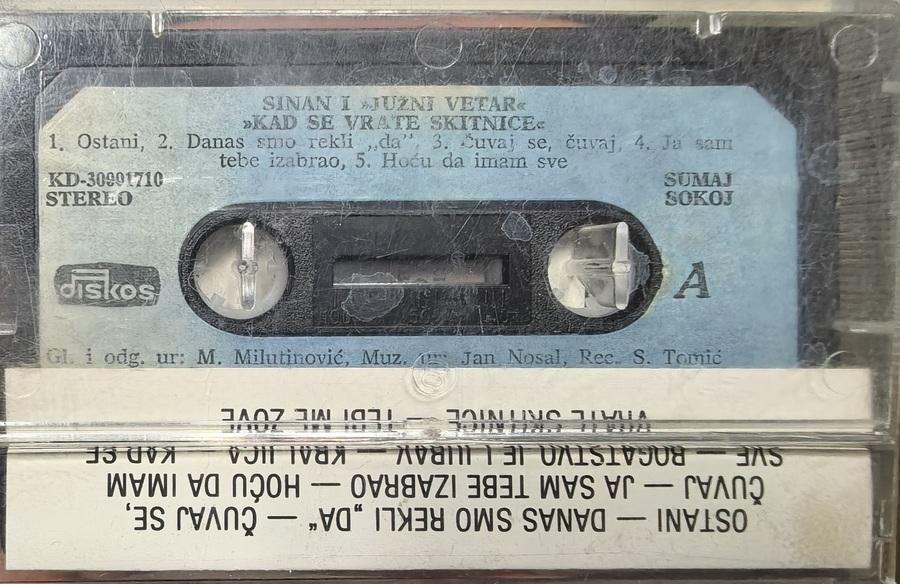 SINAN I »JUŽNI VETAR«
»KAD SE VRATE SKITNICE«
1. Ostani, 2. Danas smo rekli „da”, 3. čuvaj se, čuvaj, 4. Ja sam
tebe izabrao, 5. Hoću da imam sve
KD-30991710
STEREO
SUMAJ
SOKOJ
diskos
A
Gl. i odg. ur: M. Milutinović, Muz. ur: Jan Nosal, Rec. S. Tomić
OSTANI — DANAS SMO REKLI „DA” — ČUVAJ SE,
ČUVAJ — JA SAM TEBE IZABRAO — HOĆU DA IMAM
SVE — BOGATSTVO JE LJUBAV — KRALJICA — KAD SE
VRATE SKITNICE — TEBI ME ZOVE